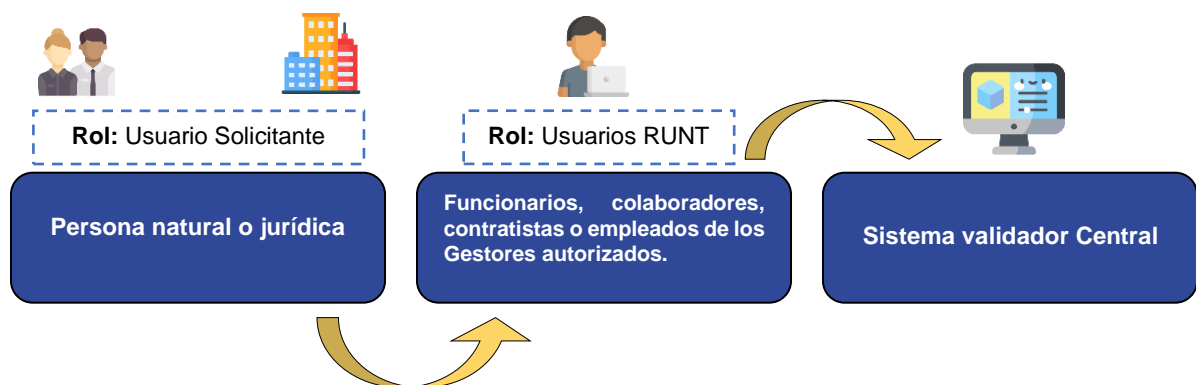 Rol: Usuario Solicitante
Rol: Usuarios RUNT
Persona natural o jurídica
Funcionarios, colaboradores,
contratistas o empleados de los
Gestores autorizados.
Sistema validador Central